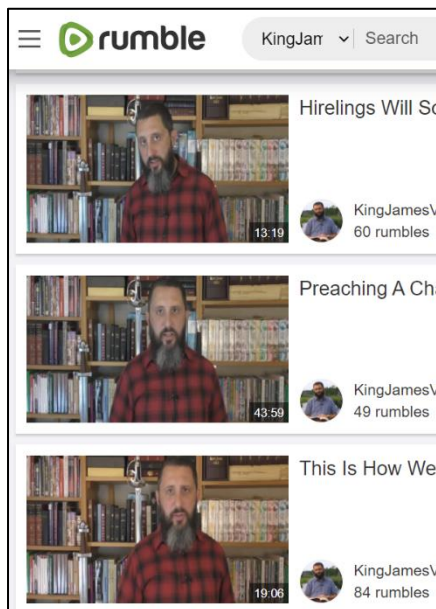 rumble
KingJam
Search
Hirelings Will So
13:19
KingJamesV
60 rumbles
Preaching A Cha
43:59
KingJamesV
49 rumbles
This Is How We
19:06
KingJamesV
84 rumbles